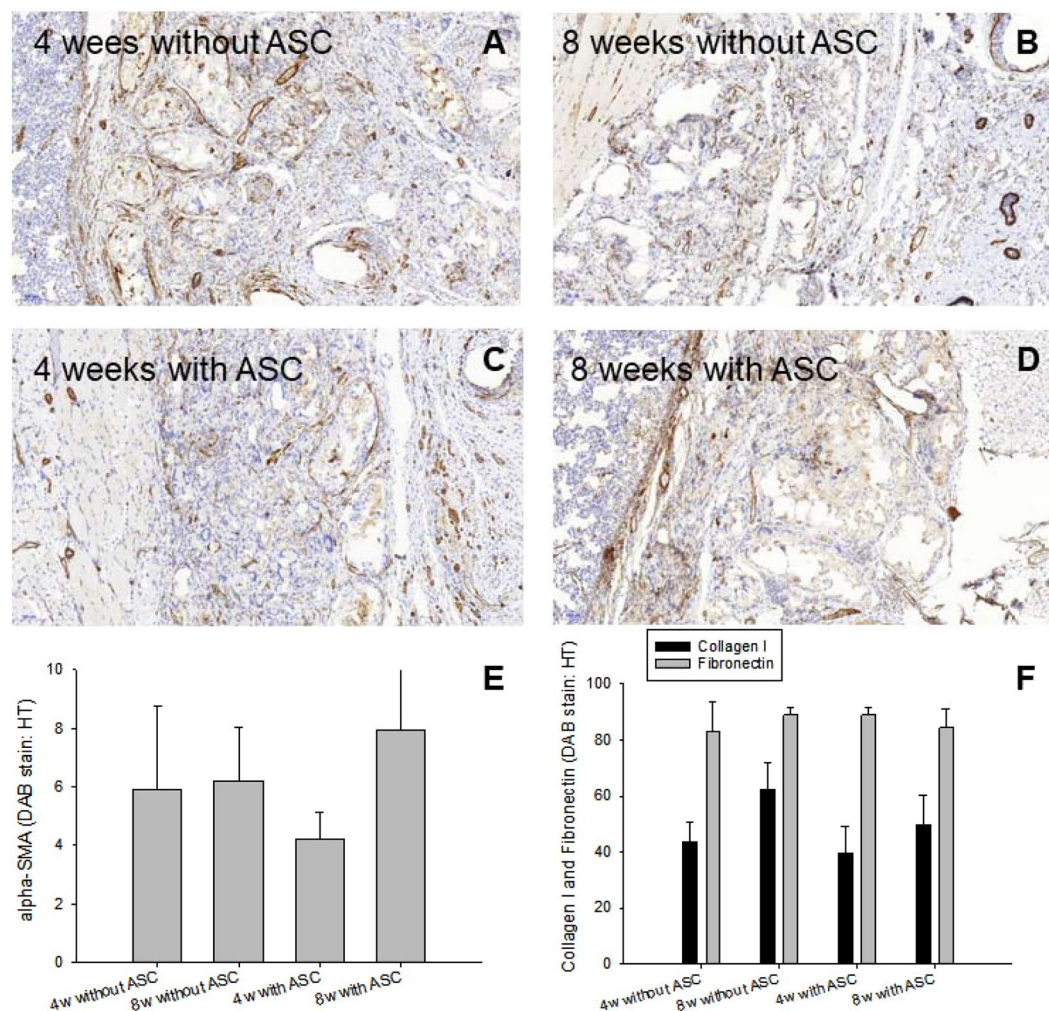 4 wees without ASC A
8 weeks without ASC B
4 weeks with ASC C
8 weeks with ASC D
E
alpha-SMA (DAB stain: HT)
10
8
6
4
2
0
4w without ASC
8w without ASC
4w with ASC
8w with ASC
Collagen I
Fibronectin
F
Collagen I and Fibronectin (DAB stain: HT)
100
80
60
40
20
0
4w without ASC
8w without ASC
4w with ASC
8w with ASC